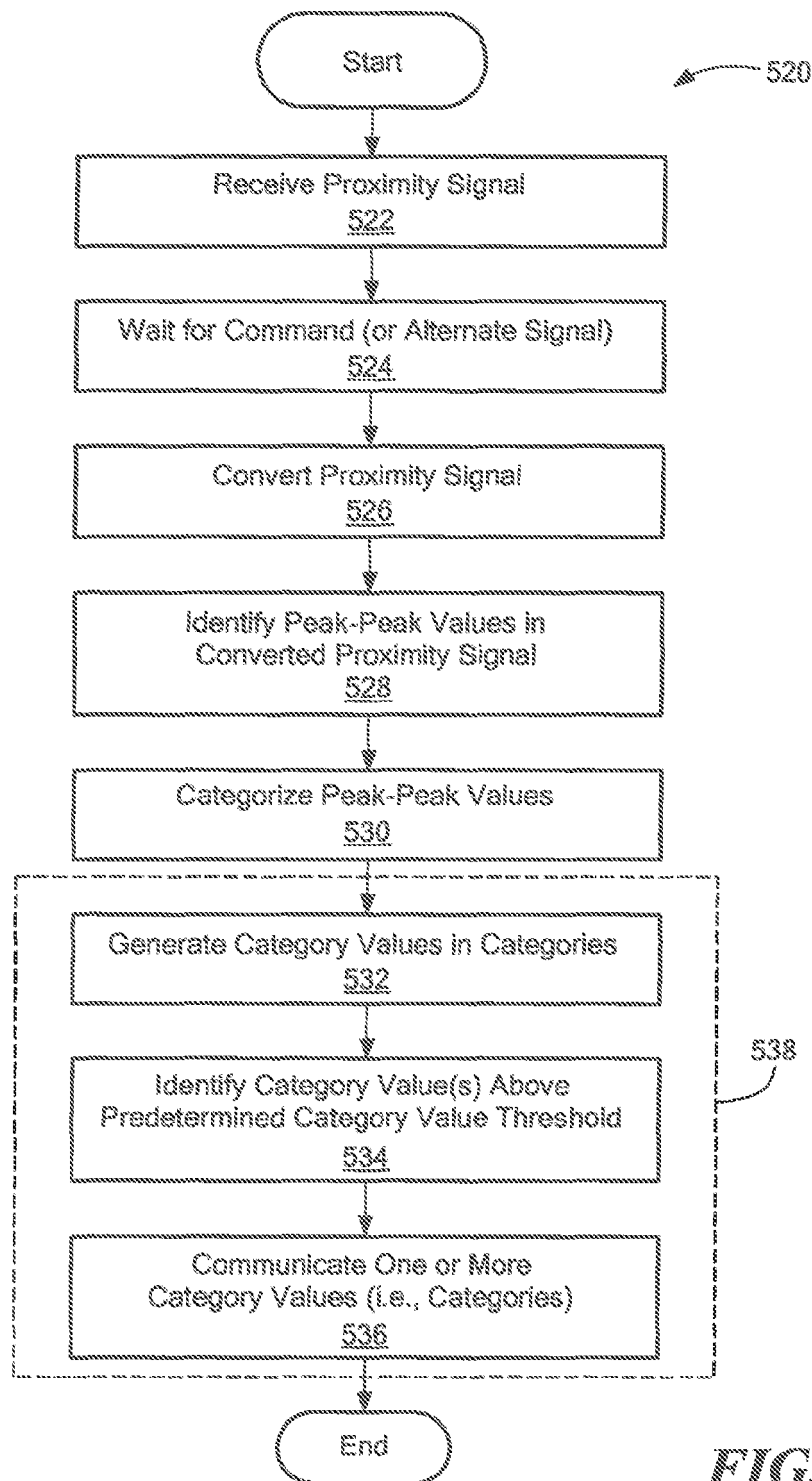 Start
520
Receive Proximity Signal
522
Wait for Command (or Alternate Signal)
524
Convert Proximity Signal
526
Identify Peak-Peak Values in
Converted Proximity Signal
528
Categorize Peak-Peak Values
530
Generate Category Values in Categories
532
538
Identify Category Value(s) Above
Predetermined Category Value Threshold
534
Communicate One or More
Category Values (i.e., Categories)
536
End
FIG